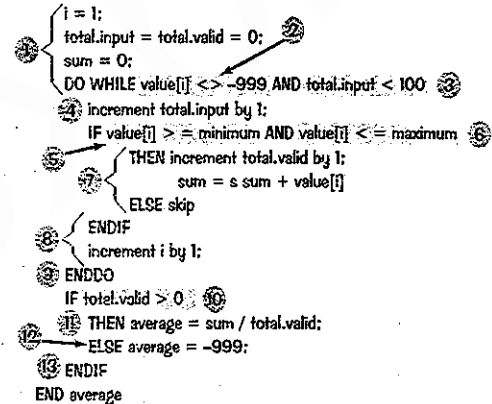 i = 1;
total.input = total.valid = 0;
2
1
sum = 0;
DO WHILE value[i] <> -999 AND total.input < 100 3
4 increment total.input by 1;
IF value[i] > = minimum AND value[i] < = maximum 6
5
THEN increment total.valid by 1;
7
sum = s sum + value[i]
ELSE skip
8
ENDIF
increment i by 1;
9 ENDDO
IF total.valid > 0 10
11 THEN average = sum / total.valid;
12
ELSE average = -999;
13 ENDIF
END average